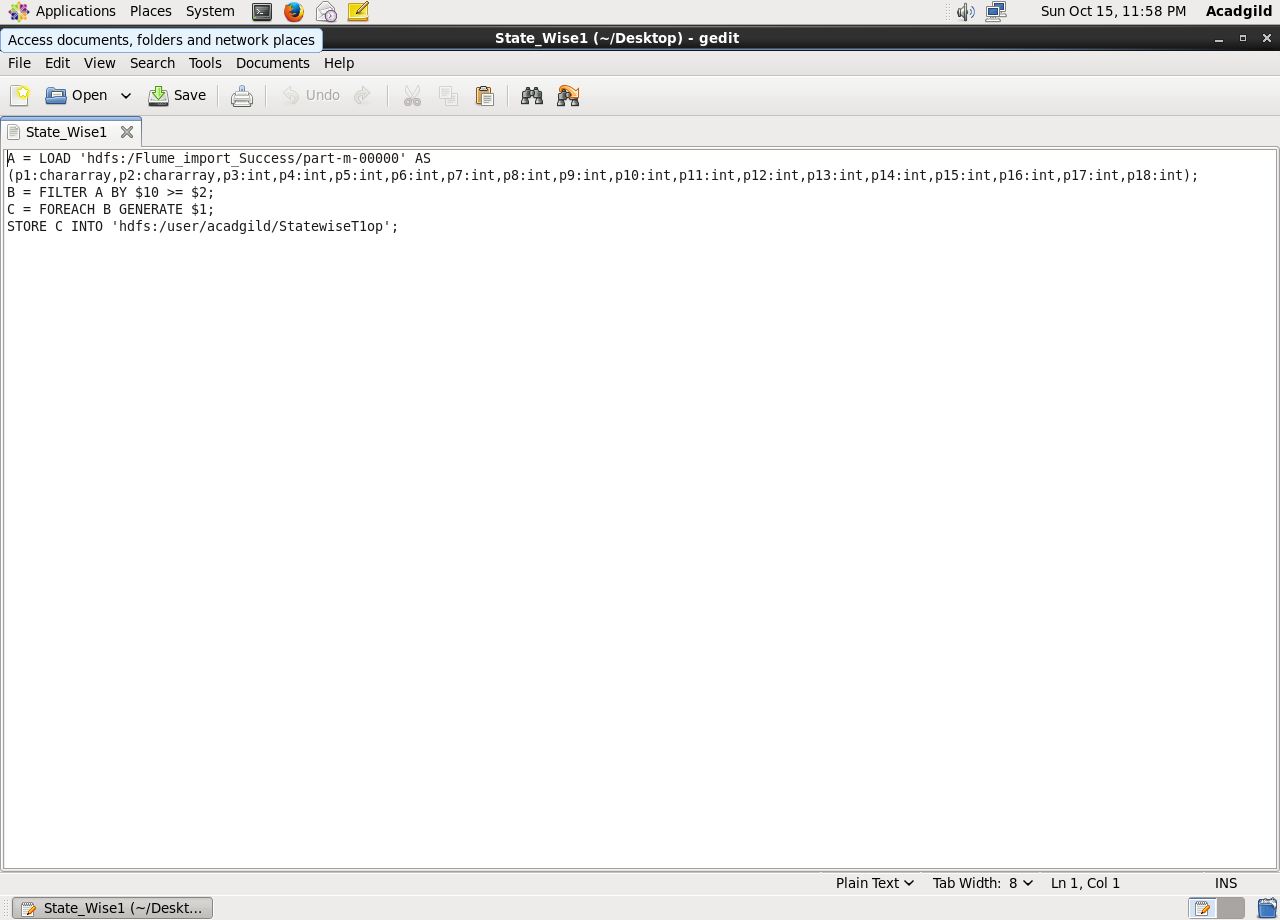 Applications Places System Sun Oct 15, 11:58 PM Acadgild
Access documents, folders and network places
State_Wise1 (~/Desktop) - gedit
File Edit View Search Tools Documents Help
Open Save Undo
State_Wise1
A = LOAD 'hdfs:/Flume_import_Success/part-m-00000' AS
(p1:chararray,p2:chararray,p3:int,p4:int,p5:int,p6:int,p7:int,p8:int,p9:int,p10:int,p11:int,p12:int,p13:int,p14:int,p15:int,p16:int,p17:int,p18:int);
B = FILTER A BY $10 >= $2;
C = FOREACH B GENERATE $1;
STORE C INTO 'hdfs:/user/acadgild/StatewiseT1op';
Plain Text Tab Width: 8 Ln 1, Col 1 INS
State_Wise1 (~/Deskt...